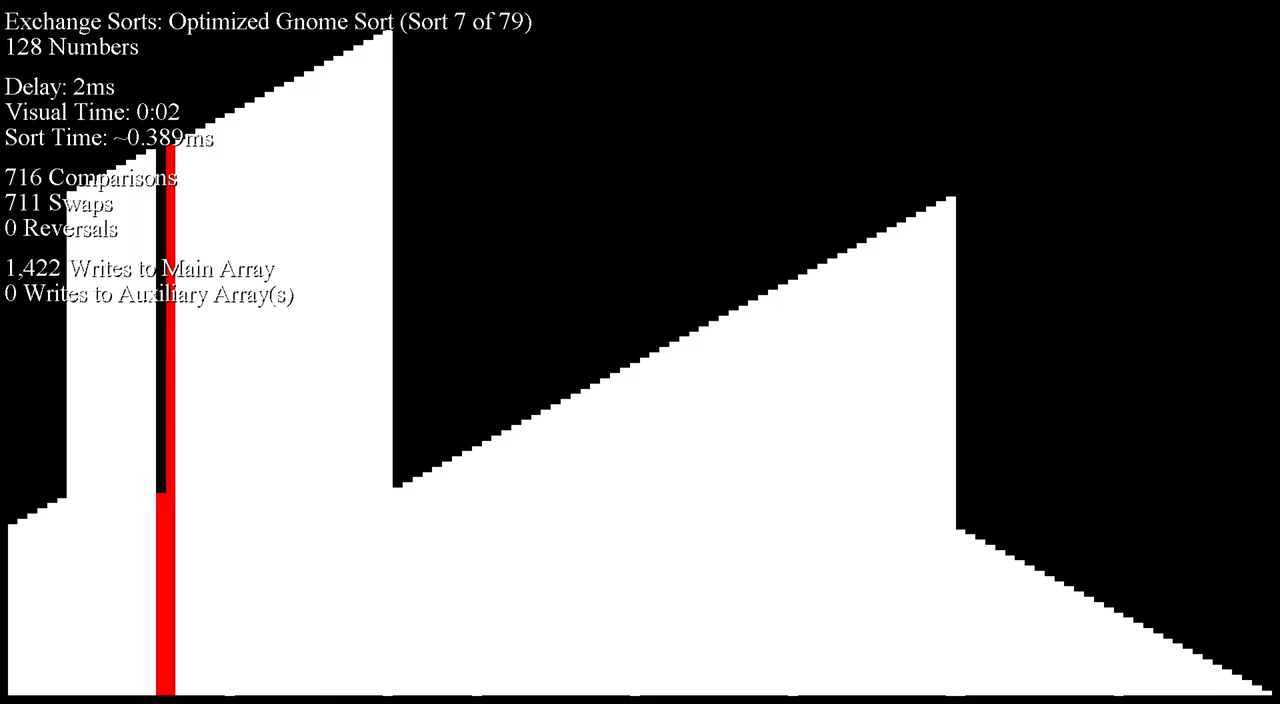 Exchange Sorts: Optimized Gnome Sort (Sort 7 of 79)
128 Numbers
Delay: 2ms
Visual Time: 0:02
Sort Time: ~0.389ms
716 Comparisons
711 Swaps
0 Reversals
1,422 Writes to Main Array
0 Writes to Auxiliary Array(s)